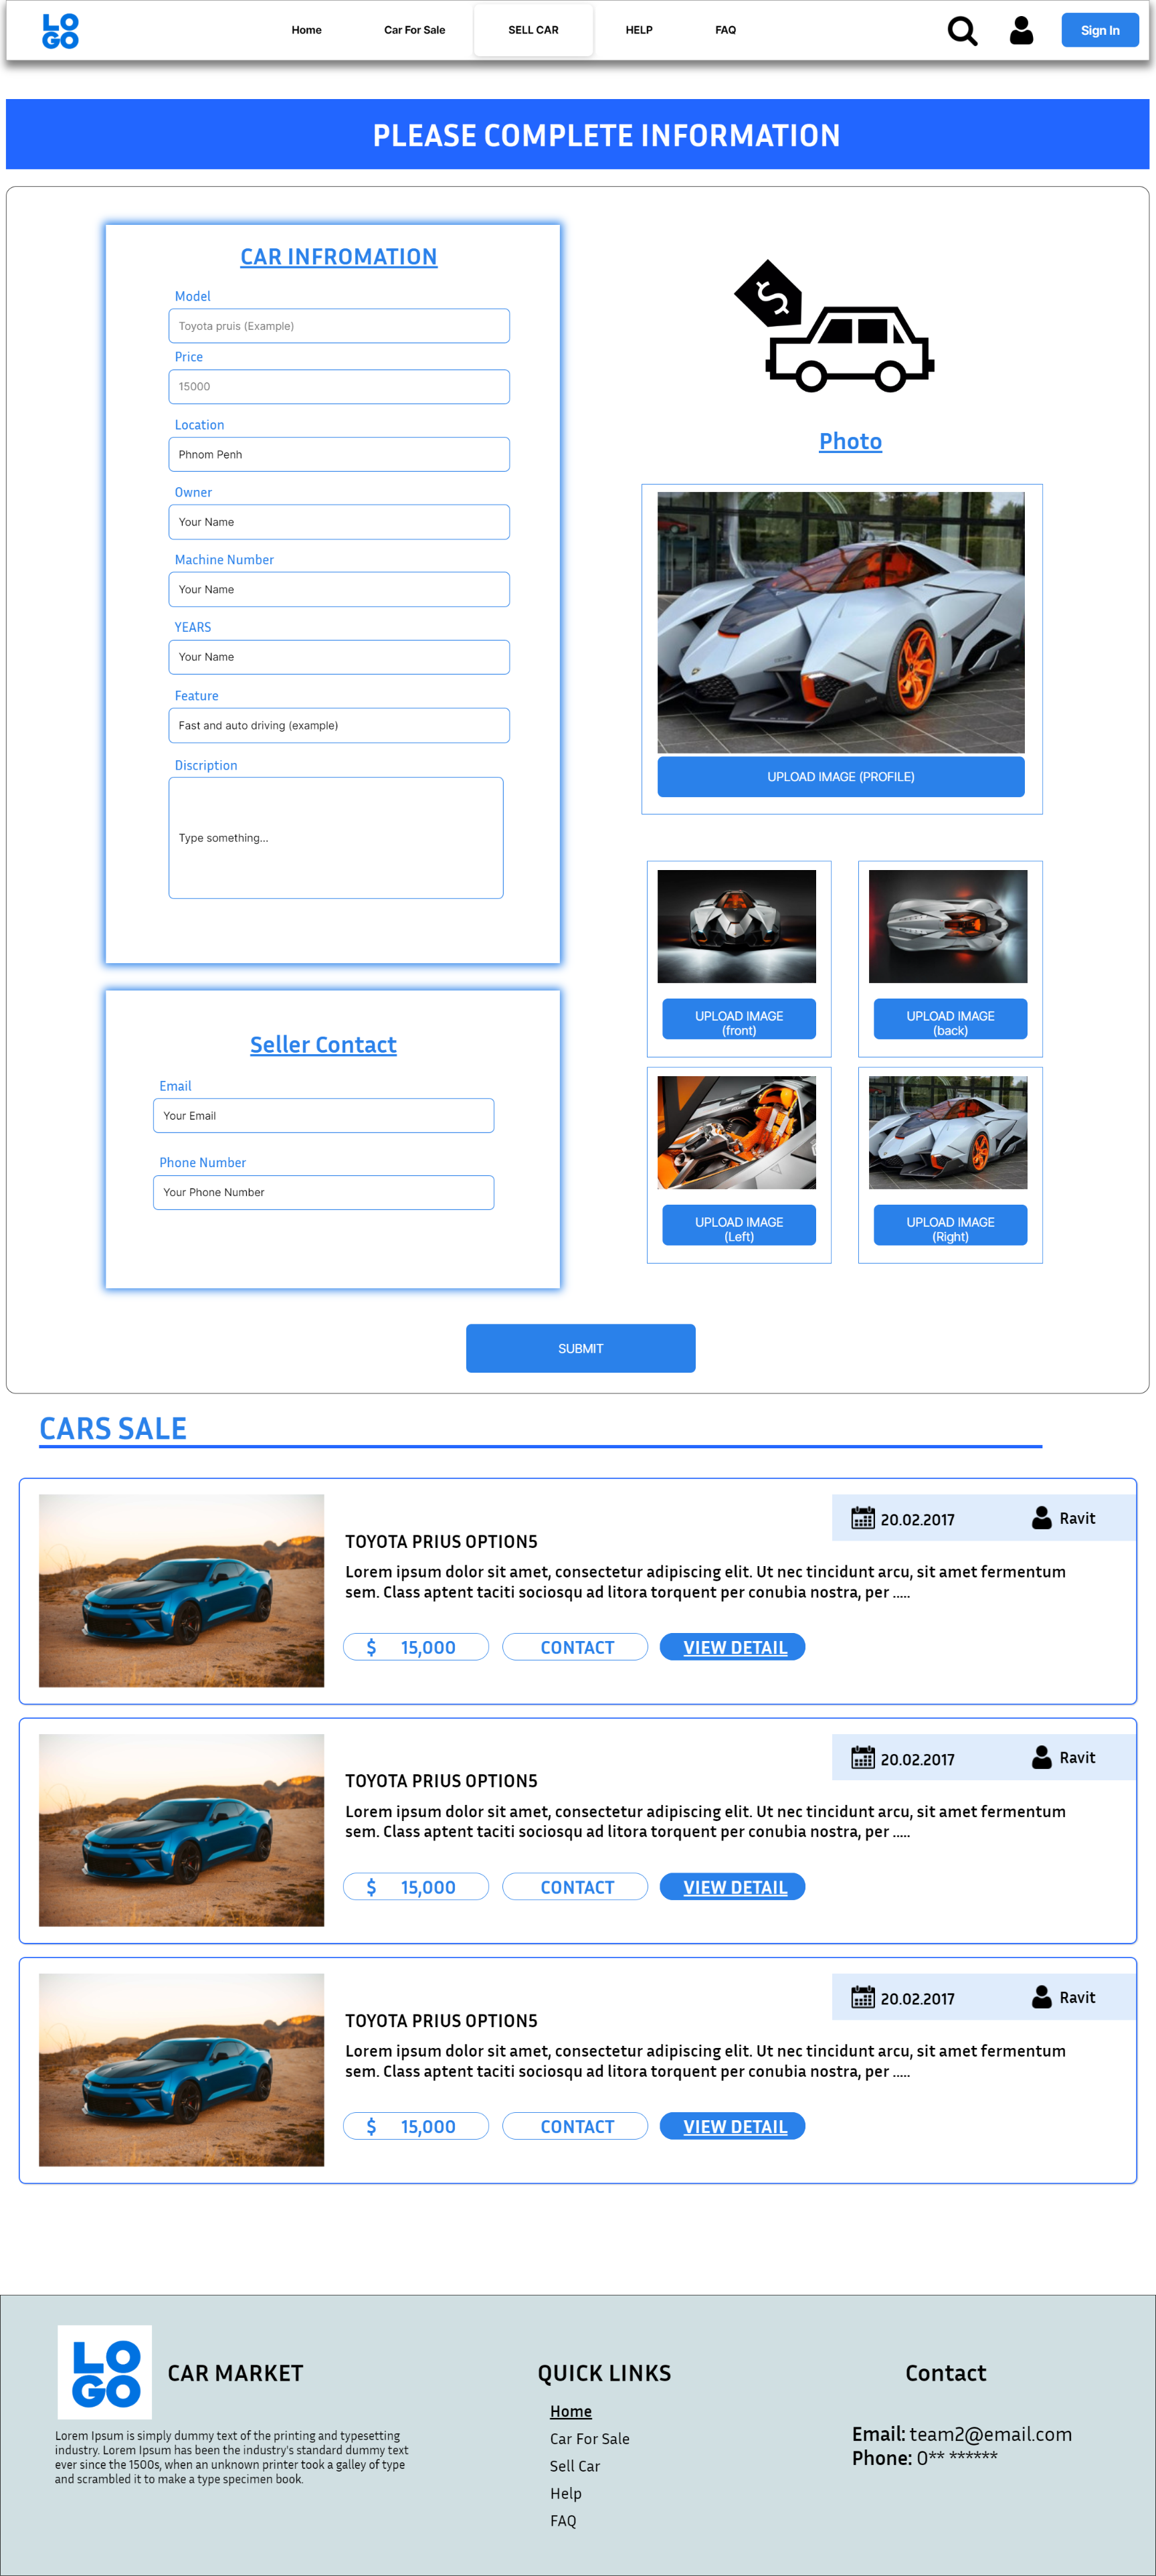 LO
GO
Home
Car For Sale
SELL CAR
HELP
FAQ
Sign In
PLEASE COMPLETE INFORMATION
CAR INFROMATION
Model
Toyota pruis (Example)
Price
15000
Location
Phnom Penh
Owner
Your Name
Machine Number
Your Name
YEARS
Your Name
Feature
Fast and auto driving (example)
Discription
Type something...
Seller Contact
Email
Your Email
Phone Number
Your Phone Number
$
Photo
UPLOAD IMAGE (PROFILE)
UPLOAD IMAGE
(front)
UPLOAD IMAGE
(back)
UPLOAD IMAGE
(Left)
UPLOAD IMAGE
(Right)
SUBMIT
CARS SALE
20.02.2017
Ravit
TOYOTA PRIUS OPTION5
Lorem ipsum dolor sit amet, consectetur adipiscing elit. Ut nec tincidunt arcu, sit amet fermentum
sem. Class aptent taciti sociosqu ad litora torquent per conubia nostra, per .....
$ 15,000
CONTACT
VIEW DETAIL
20.02.2017
Ravit
TOYOTA PRIUS OPTION5
Lorem ipsum dolor sit amet, consectetur adipiscing elit. Ut nec tincidunt arcu, sit amet fermentum
sem. Class aptent taciti sociosqu ad litora torquent per conubia nostra, per .....
$ 15,000
CONTACT
VIEW DETAIL
20.02.2017
Ravit
TOYOTA PRIUS OPTION5
Lorem ipsum dolor sit amet, consectetur adipiscing elit. Ut nec tincidunt arcu, sit amet fermentum
sem. Class aptent taciti sociosqu ad litora torquent per conubia nostra, per .....
$ 15,000
CONTACT
VIEW DETAIL
LO
GO
CAR MARKET
Lorem Ipsum is simply dummy text of the printing and typesetting
industry. Lorem Ipsum has been the industry's standard dummy text
ever since the 1500s, when an unknown printer took a galley of type
and scrambled it to make a type specimen book.
QUICK LINKS
Home
Car For Sale
Sell Car
Help
FAQ
Contact
Email: team2@email.com
Phone: 0** ******